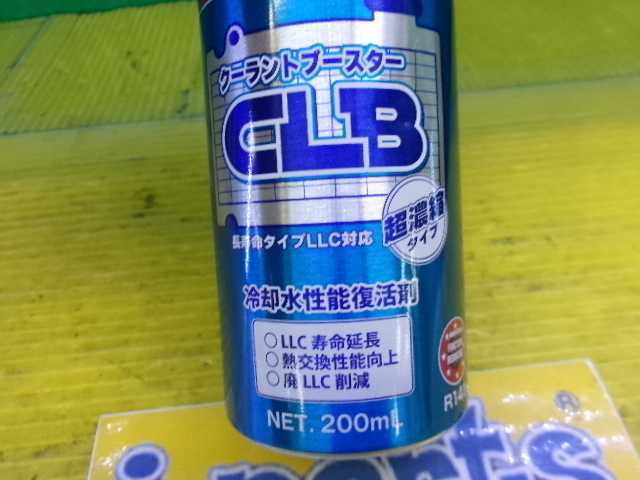 クーラントブースター
CLB
長寿命タイプLLC対応
超濃縮
タイプ
冷却水性能復活剤
○LLC 寿命延長
○熱交換性能向上
○廃 LLC 削減
NET. 200mL
R14
®